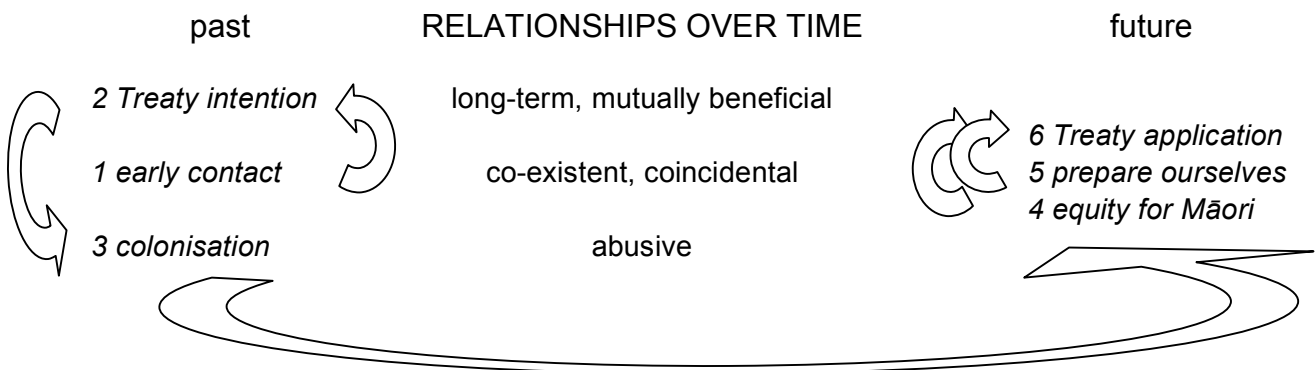 past RELATIONSHIPS OVER TIME future
2 Treaty intention long-term, mutually beneficial
6 Treaty application
1 early contact co-existent, coincidental 5 prepare ourselves
4 equity for Māori
3 colonisation abusive